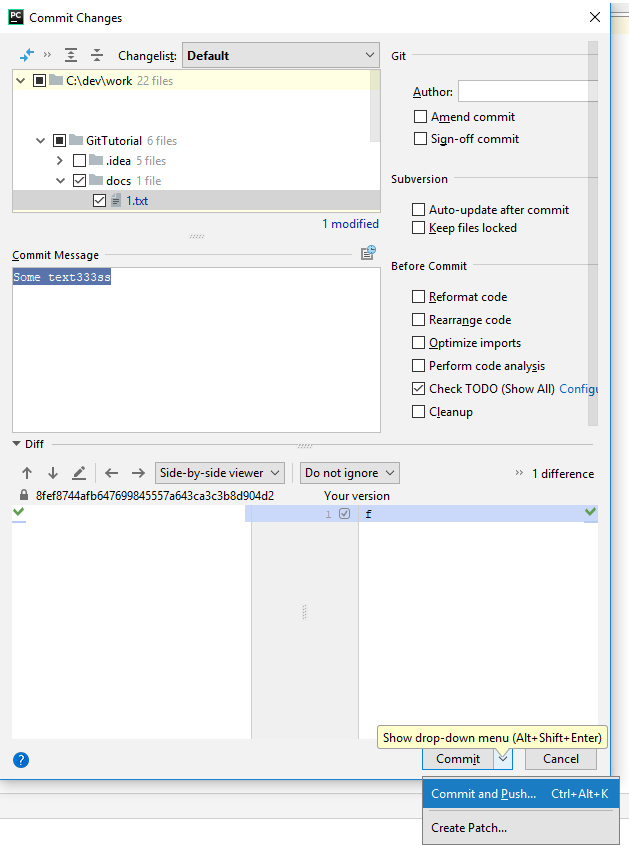 PC Commit Changes
Changelist: Default
C:\dev\work 22 files
GitTutorial 6 files
.idea 5 files
docs 1 file
1.txt
1 modified
Commit Message
Some text333ss
Git
Author:
Amend commit
Sign-off commit
Subversion
Auto-update after commit
Keep files locked
Before Commit
Reformat code
Rearrange code
Optimize imports
Perform code analysis
Check TODO (Show All) Configu
Cleanup
Diff
Side-by-side viewer Do not ignore 1 difference
8fef8744afb647699845557a643ca3c3b8d904d2 Your version
1 f
Show drop-down menu (Alt+Shift+Enter)
? Commit Cancel
Commit and Push... Ctrl+Alt+K
Create Patch...